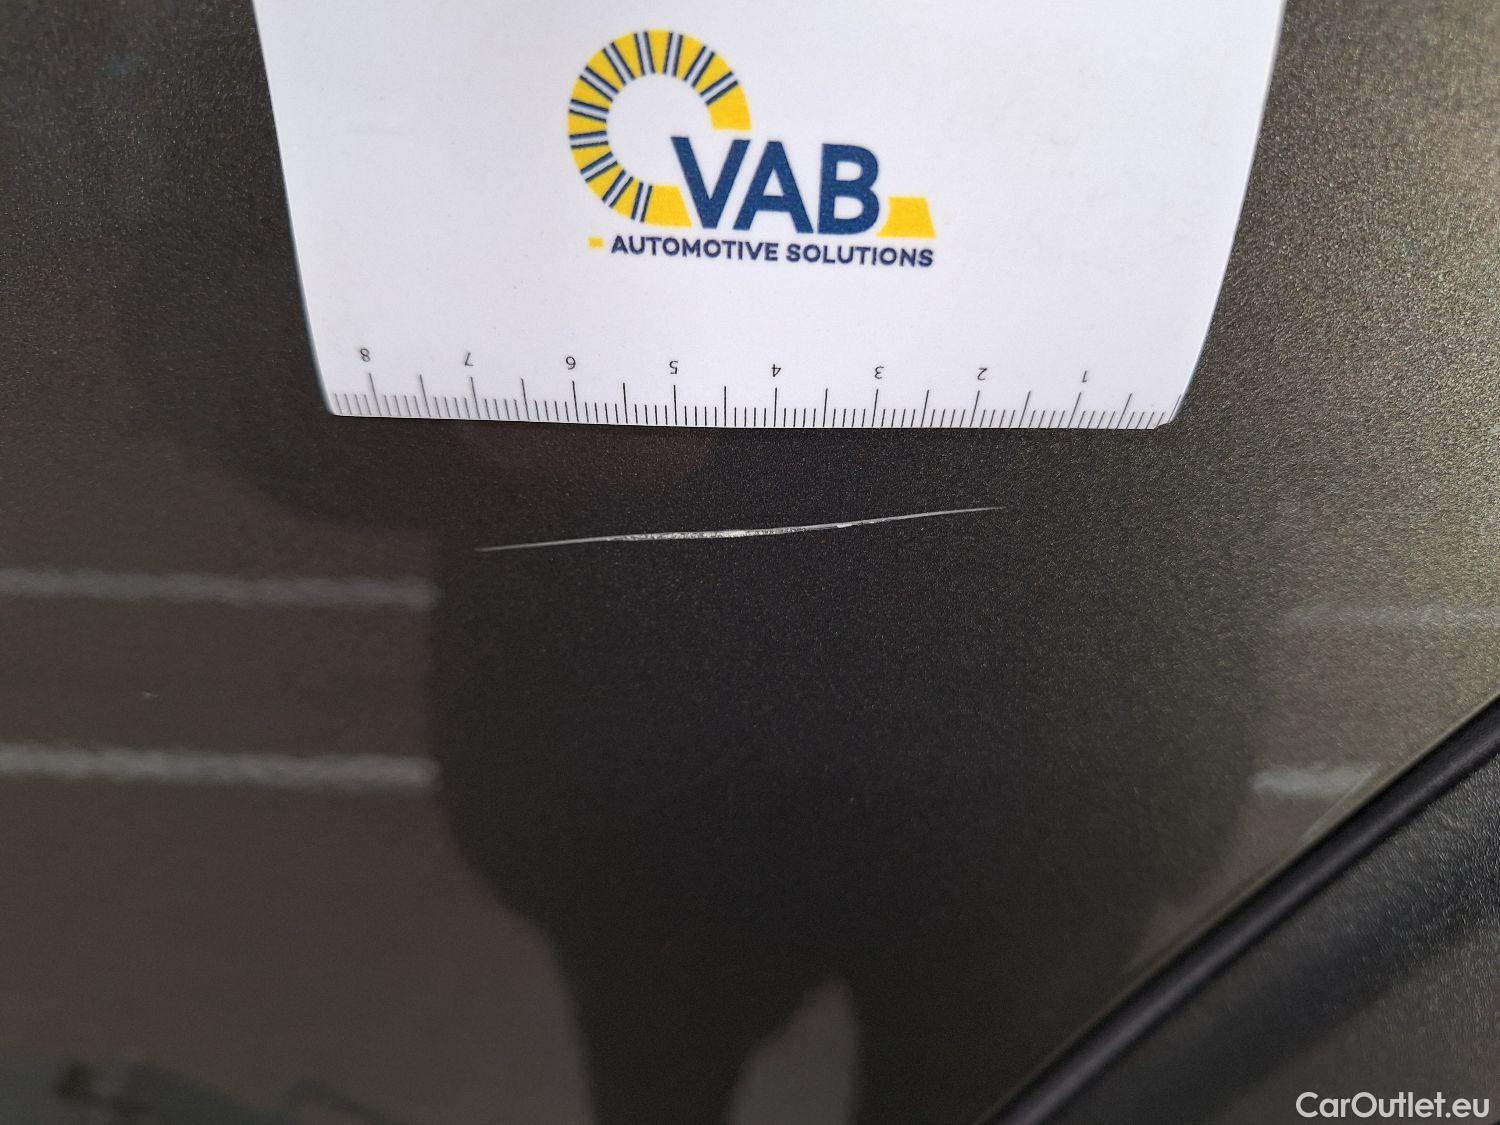 VAB
AUTOMOTIVE SOLUTIONS
8 7 6 5 4 3 2 1
CarOutlet.eu